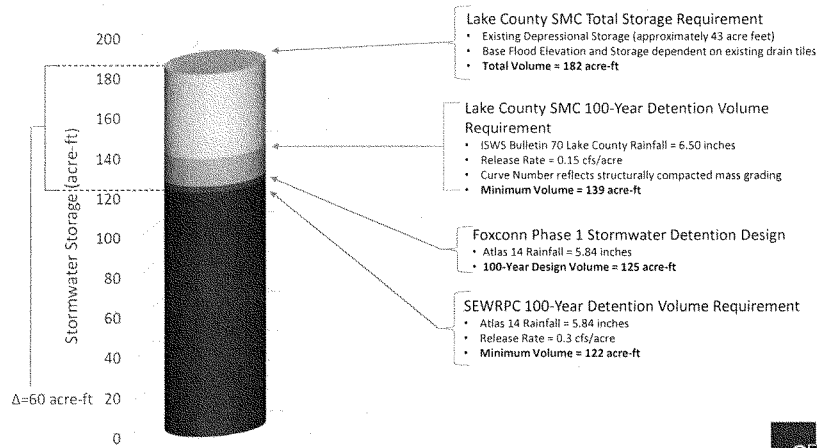 Lake County SMC Total Storage Requirement
• Existing Depressional Storage (approximately 43 acre feet)
• Base Flood Elevation and Storage dependent on existing drain tiles
• Total Volume = 182 acre-ft
Lake County SMC 100-Year Detention Volume
Requirement
• ISWS Bulletin 70 Lake County Rainfall = 6.50 inches
• Release Rate = 0.15 cfs/acre
• Curve Number reflects structurally compacted mass grading
• Minimum Volume = 139 acre-ft
Foxconn Phase 1 Stormwater Detention Design
• Atlas 14 Rainfall = 5.84 inches
• 100-Year Design Volume = 125 acre-ft
SEWRPC 100-Year Detention Volume Requirement
• Atlas 14 Rainfall = 5.84 inches
• Release Rate = 0.3 cfs/acre
• Minimum Volume = 122 acre-ft
Stormwater Storage (acre-ft)
200
180
160
140
120
100
80
60
40
20
0
Δ=60 acre-ft